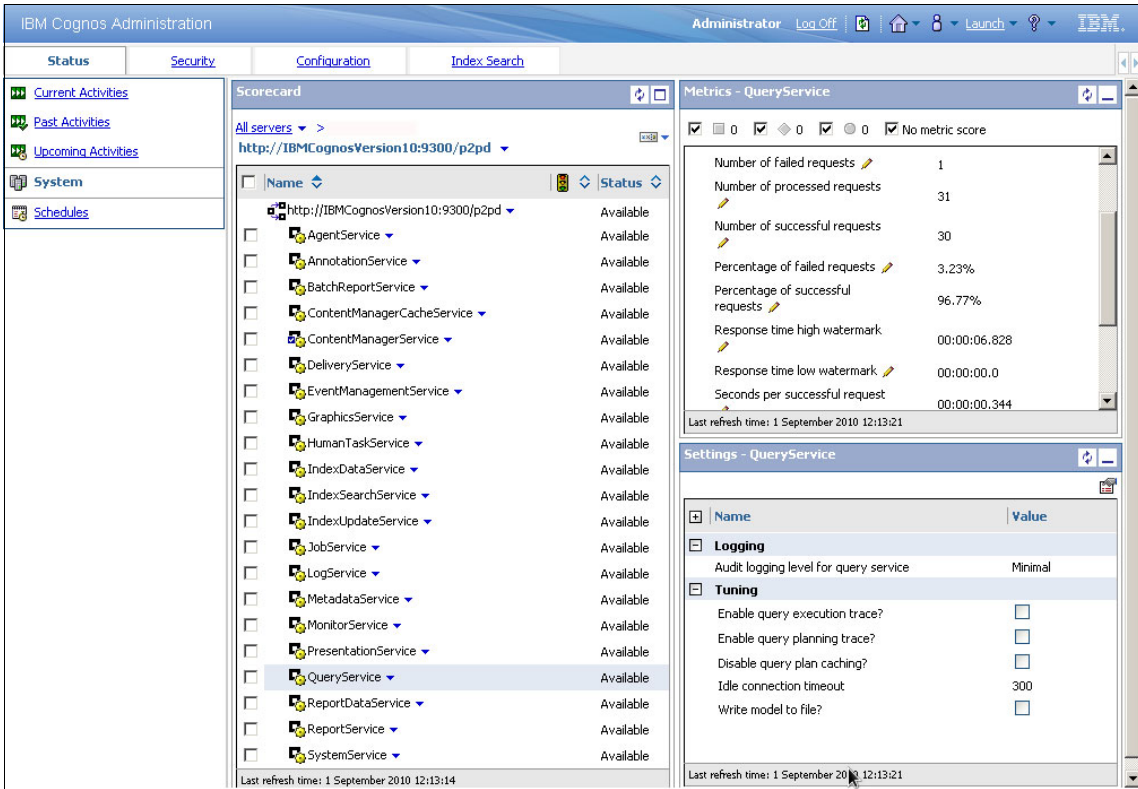 IBM Cognos Administration
Administrator Log Off Launch IBM.
Status Security Configuration Index Search
Current Activities
Past Activities
Upcoming Activities
System
Schedules
Scorecard
All servers >
http://IBMCognosVersion10:9300/p2pd
Name Status
http://IBMCognosVersion10:9300/p2pd Available
AgentService Available
AnnotationService Available
BatchReportService Available
ContentManagerCacheService Available
ContentManagerService Available
DeliveryService Available
EventManagementService Available
GraphicsService Available
HumanTaskService Available
IndexDataService Available
IndexSearchService Available
IndexUpdateService Available
JobService Available
LogService Available
MetadataService Available
MonitorService Available
PresentationService Available
QueryService Available
ReportDataService Available
ReportService Available
SystemService Available
Last refresh time: 1 September 2010 12:13:14
Metrics - QueryService
0 0 0 No metric score
Number of failed requests 1
Number of processed requests 31
Number of successful requests 30
Percentage of failed requests 3.23%
Percentage of successful
requests 96.77%
Response time high watermark 00:00:06.828
Response time low watermark 00:00:00.0
Seconds per successful request 00:00:00.344
Last refresh time: 1 September 2010 12:13:21
Settings - QueryService
Name Value
Logging
Audit logging level for query service Minimal
Tuning
Enable query execution trace?
Enable query planning trace?
Disable query plan caching?
Idle connection timeout 300
Write model to file?
Last refresh time: 1 September 2010 12:13:21